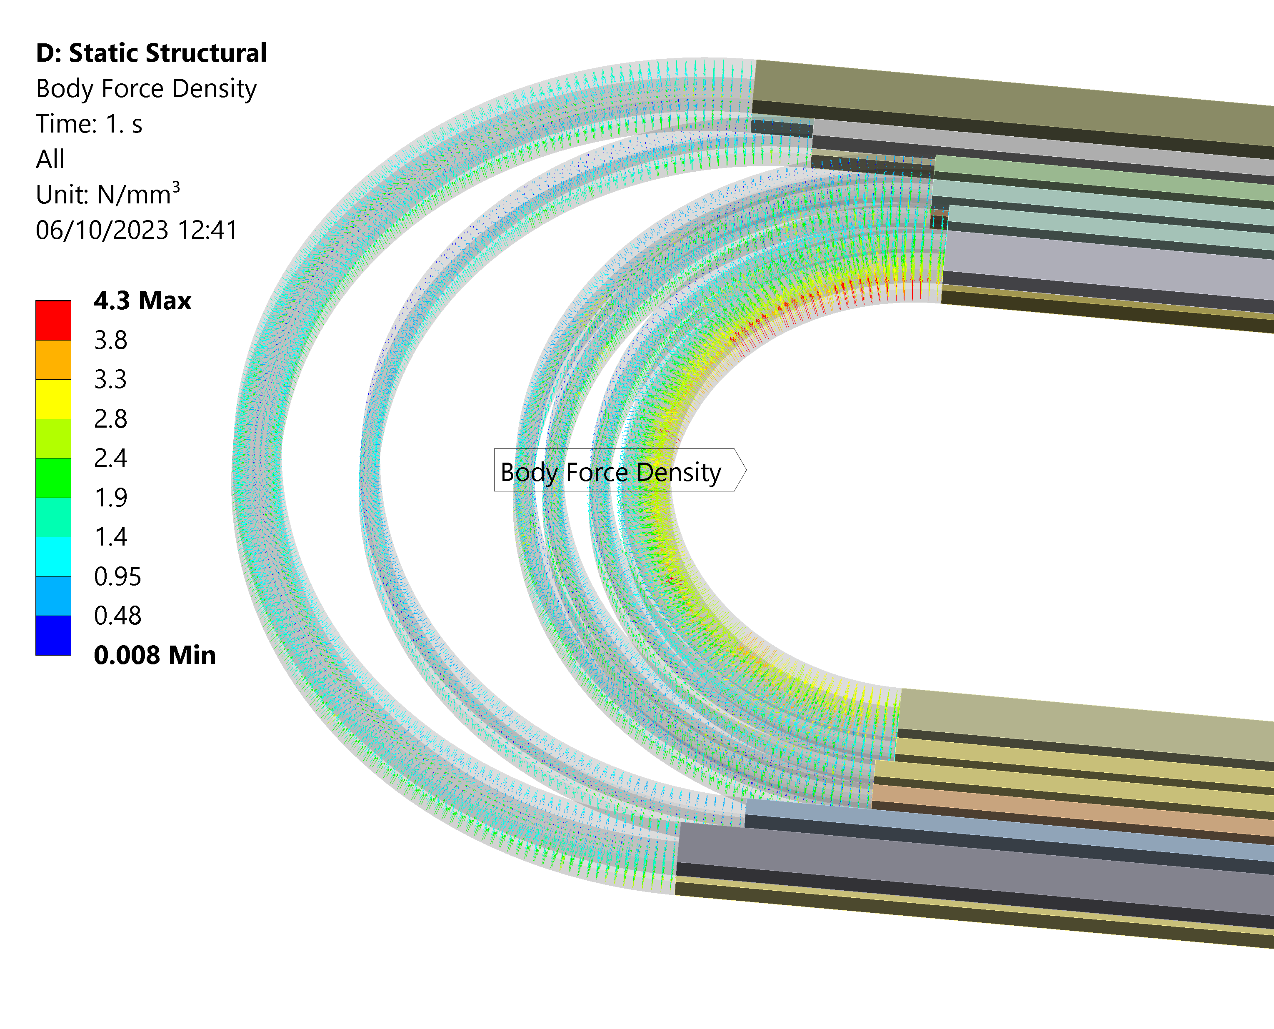 D: Static Structural
Body Force Density
Time: 1. s
All
Unit: N/mm³
06/10/2023 12:41
4.3 Max
3.8
3.3
2.8
2.4
1.9
1.4
0.95
0.48
0.008 Min
Body Force Density